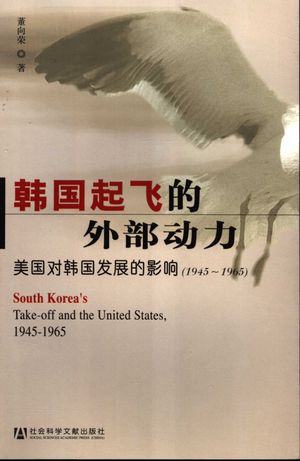 董向荣 ◎ 著
韩国起飞的
外部动力
美国对韩国发展的影响(1945~1965)
South Korea's
Take-off and the United States,
1945-1965
社会科学文献出版社
SOCIAL SCIENCES ACADEMIC PRESS (CHINA)